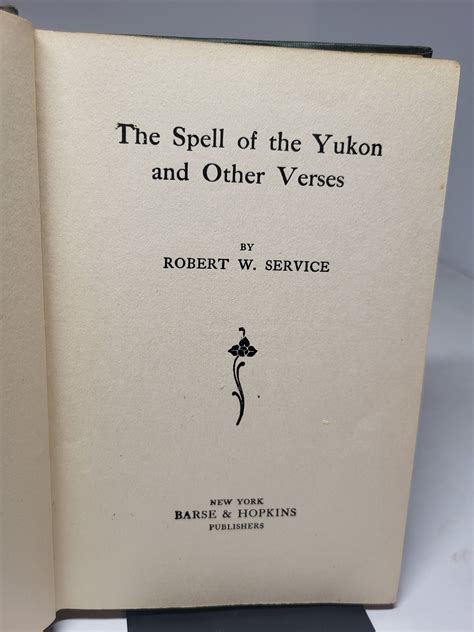 The Spell of the Yukon
and Other Verses
BY
ROBERT W. SERVICE
NEW YORK
BARSE & HOPKINS
PUBLISHERS